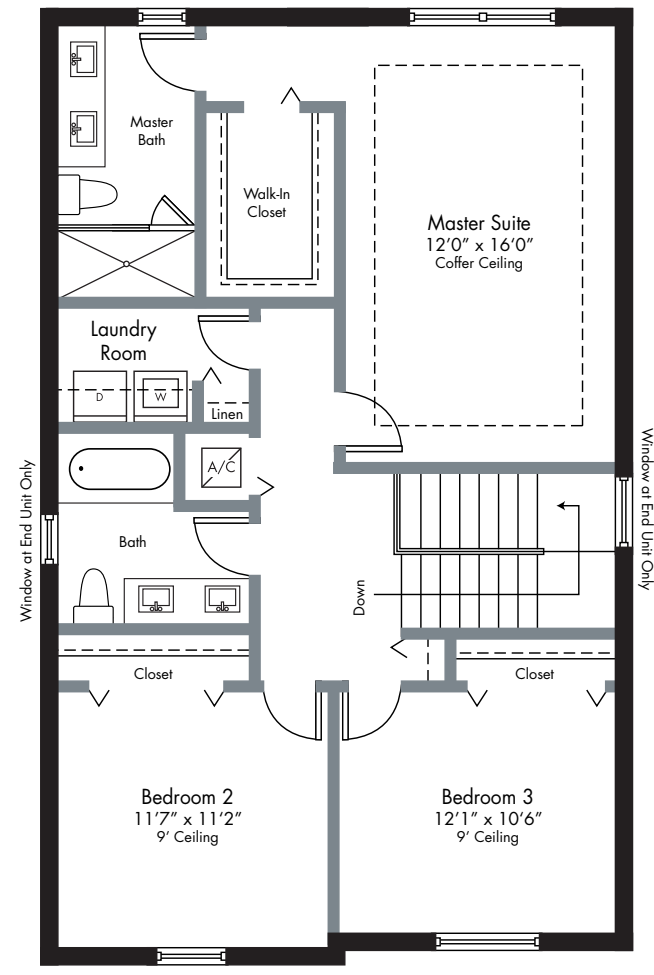 Master
Bath
Walk-In
Closet
Master Suite
12’0” x 16’0”
Coffer Ceiling
Laundry
Room
D
W
Linen
A/C
Window at End Unit Only
Window at End Unit Only
Bath
Down
Closet
Closet
Bedroom 2
11’7” x 11’2”
9’ Ceiling
Bedroom 3
12’1” x 10’6”
9’ Ceiling